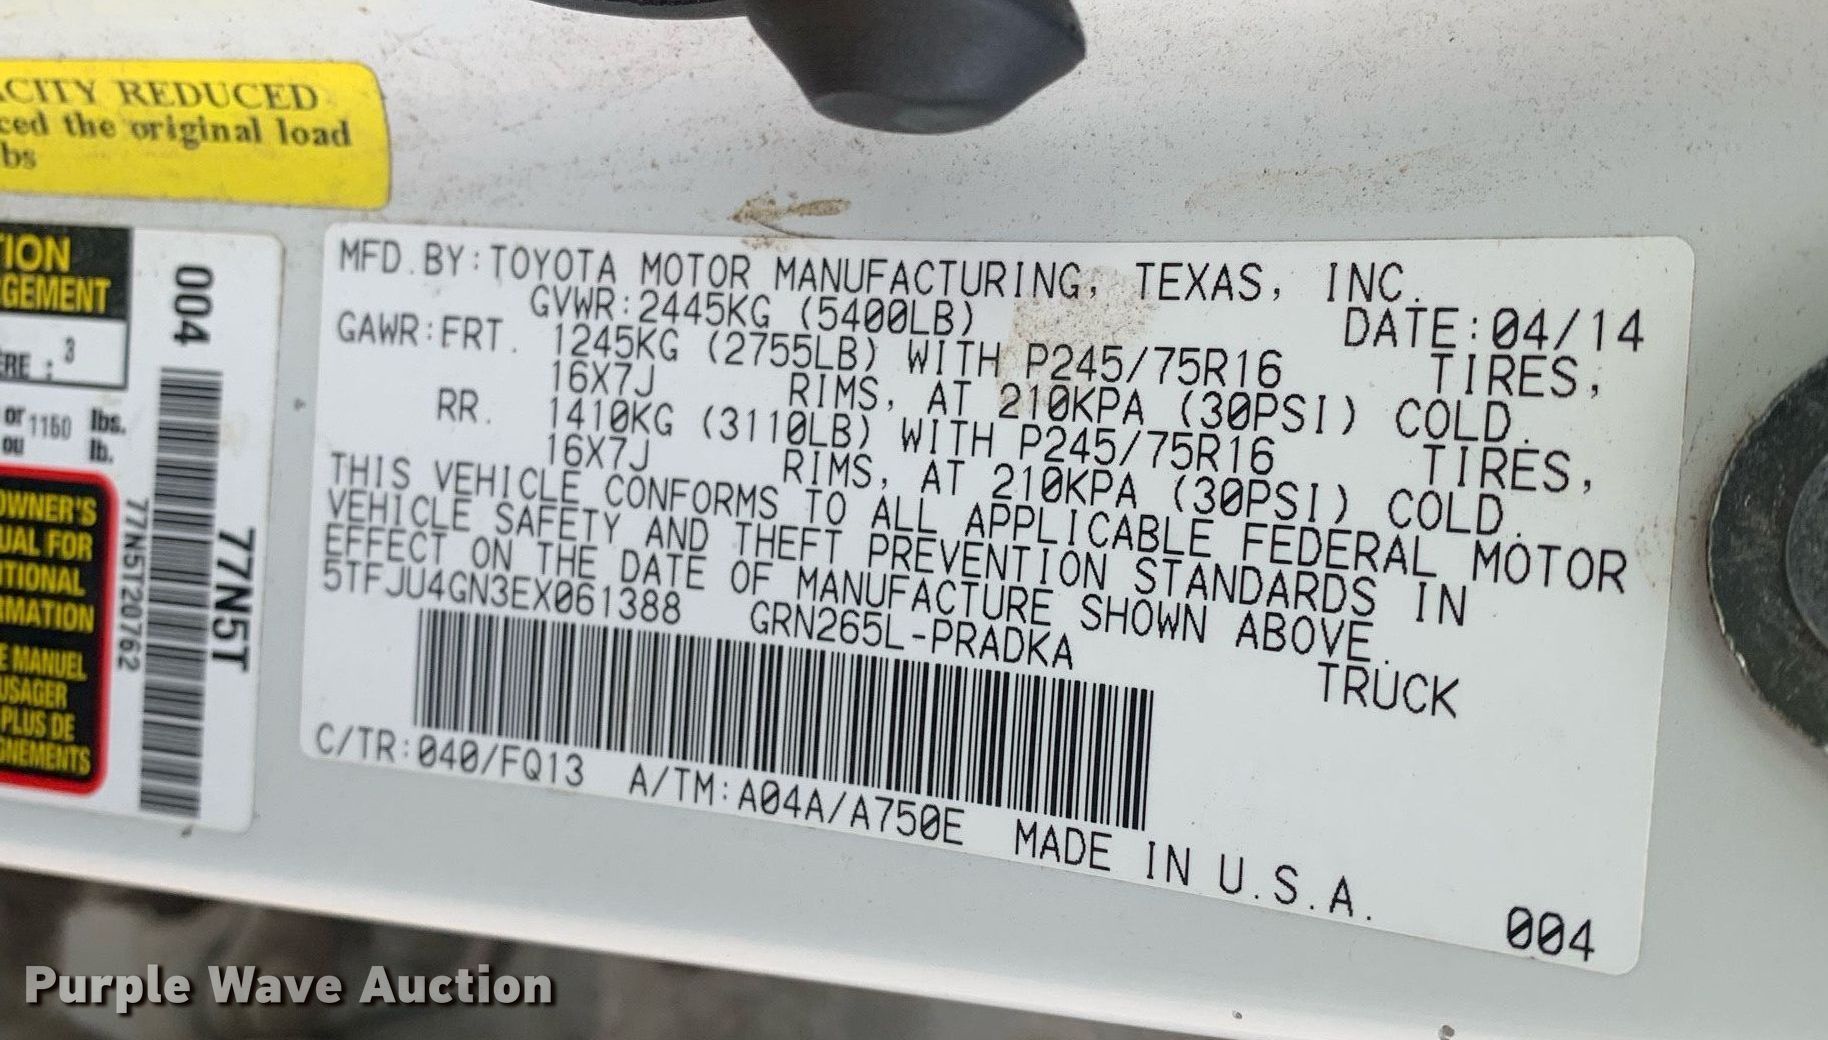 ACITY REDUCED
ced the original load
bs
TION
GEMENT
ÈRE : 3
or 1150 lbs.
ou lb.
OWNER'S
UAL FOR
ITIONAL
RMATION
E MANUEL
USAGER
PLUS DE
GNEMENTS
004
77N5T20762
77N5T
MFD.BY:TOYOTA MOTOR MANUFACTURING, TEXAS, INC.
GVWR:2445KG (5400LB) DATE:04/14
GAWR:FRT. 1245KG (2755LB) WITH P245/75R16 TIRES,
16X7J RIMS, AT 210KPA (30PSI) COLD.
RR. 1410KG (3110LB) WITH P245/75R16 TIRES,
16X7J RIMS, AT 210KPA (30PSI) COLD.
THIS VEHICLE CONFORMS TO ALL APPLICABLE FEDERAL MOTOR
VEHICLE SAFETY AND THEFT PREVENTION STANDARDS IN
EFFECT ON THE DATE OF MANUFACTURE SHOWN ABOVE.
5TFJU4GN3EX061388 GRN265L-PRADKA TRUCK
C/TR:040/FQ13 A/TM:A04A/A750E MADE IN U.S.A.
004
Purple Wave Auction